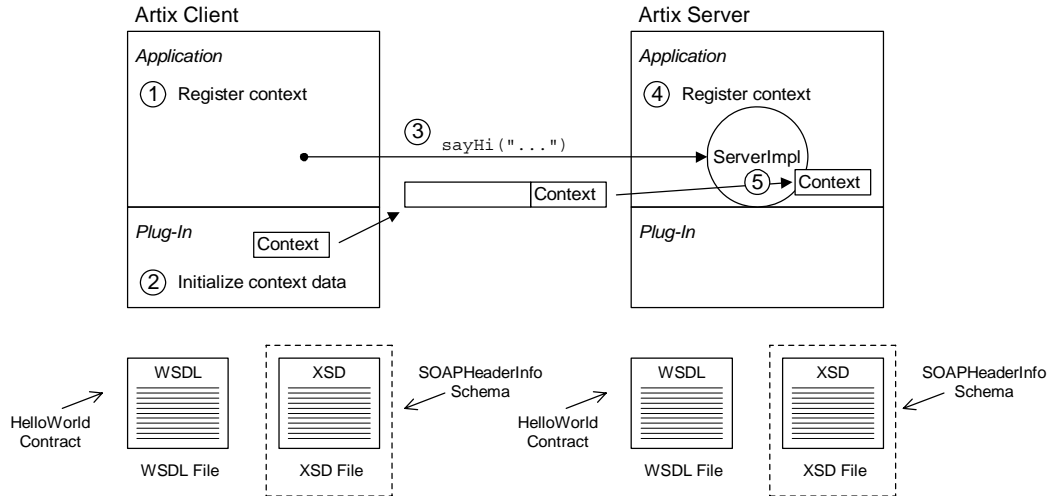 Artix Client
Artix Server
Application
1 Register context
3
sayHi("...")
Application
4 Register context
ServerImpl
5
Context
Context
Plug-In
Context
2 Initialize context data
Plug-In
WSDL
HelloWorld
Contract
WSDL File
XSD
SOAPHeaderInfo
Schema
XSD File
WSDL
HelloWorld
Contract
WSDL File
XSD
SOAPHeaderInfo
Schema
XSD File